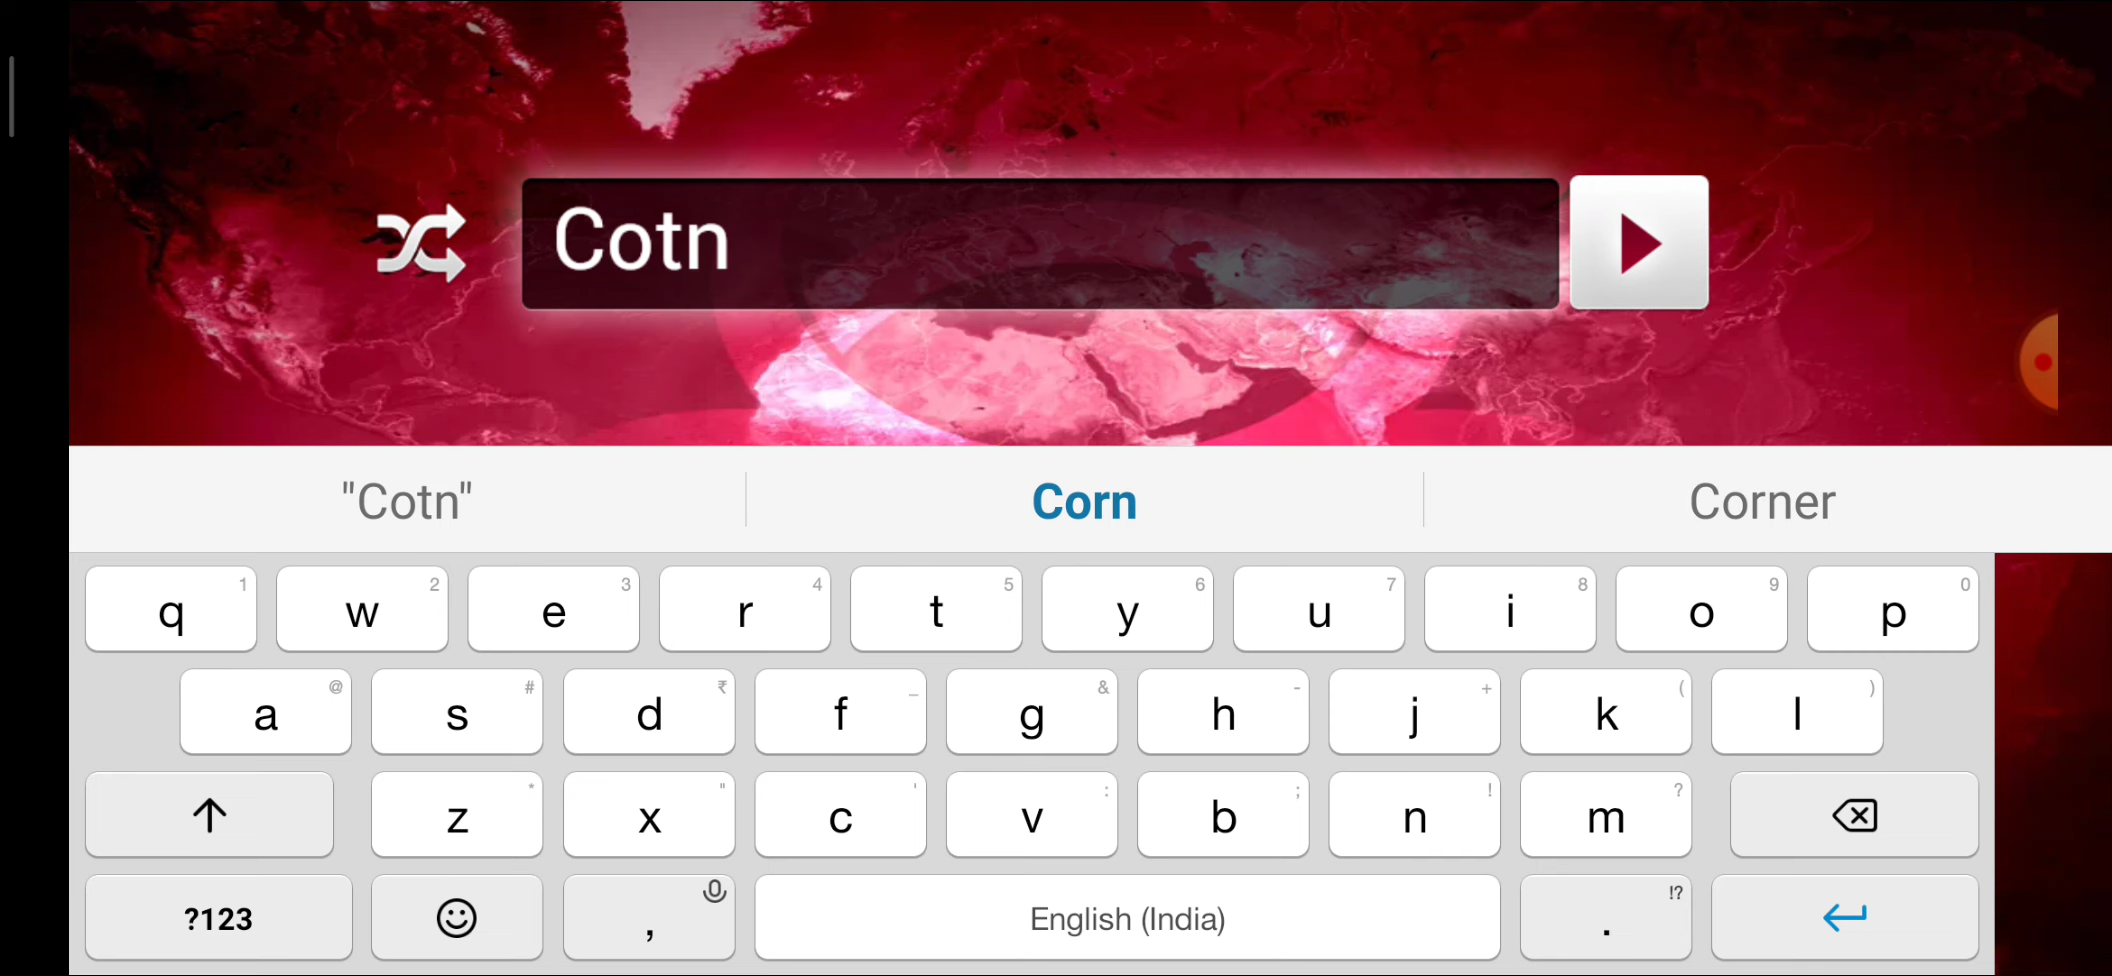 Cotn
"Cotn" Corn Corner
q 1 w 2 e 3 r 4 t 5 y 6 u 7 i 8 o 9 p 0
a @ s # d ₹ f _ g & h - j + k ( l )
z * x " c ' v : b ; n ! m ?
?123 , English (India) . !?